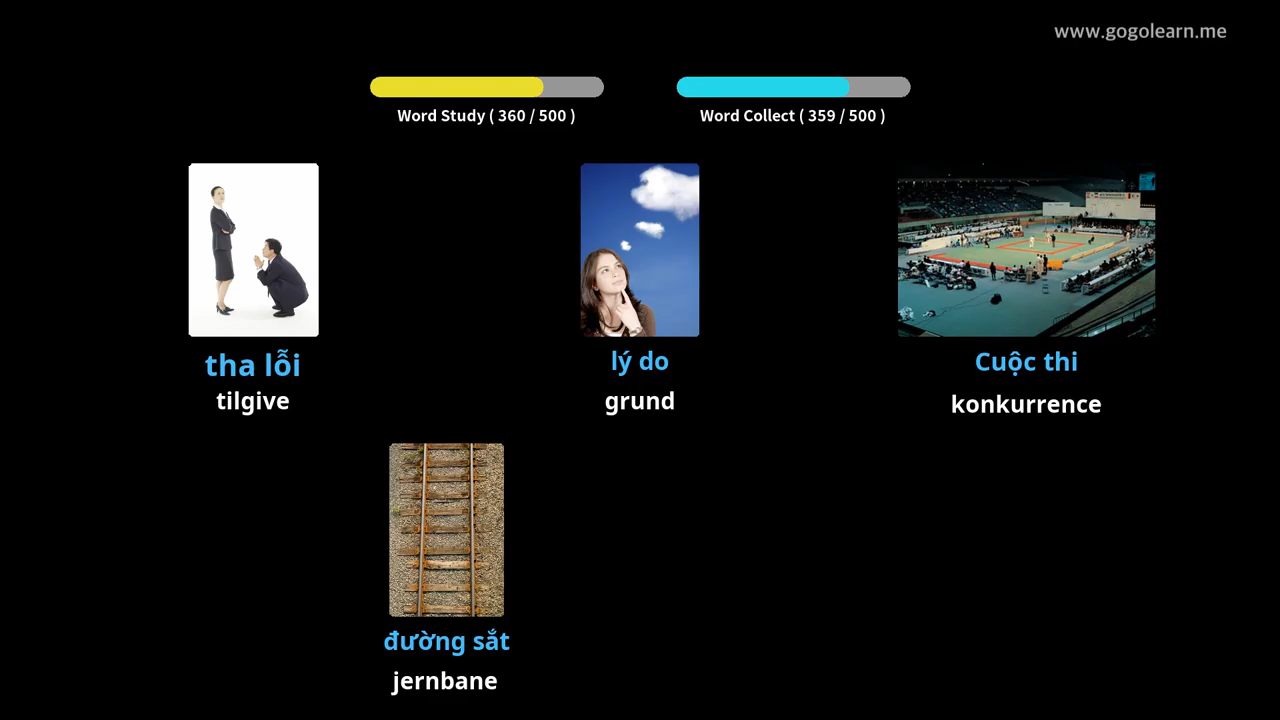 www.gogolearn.me
Word Study ( 360 / 500 )
Word Collect ( 359 / 500 )
tha lỗi
tilgive
lý do
grund
Cuộc thi
konkurrence
đường sắt
jernbane